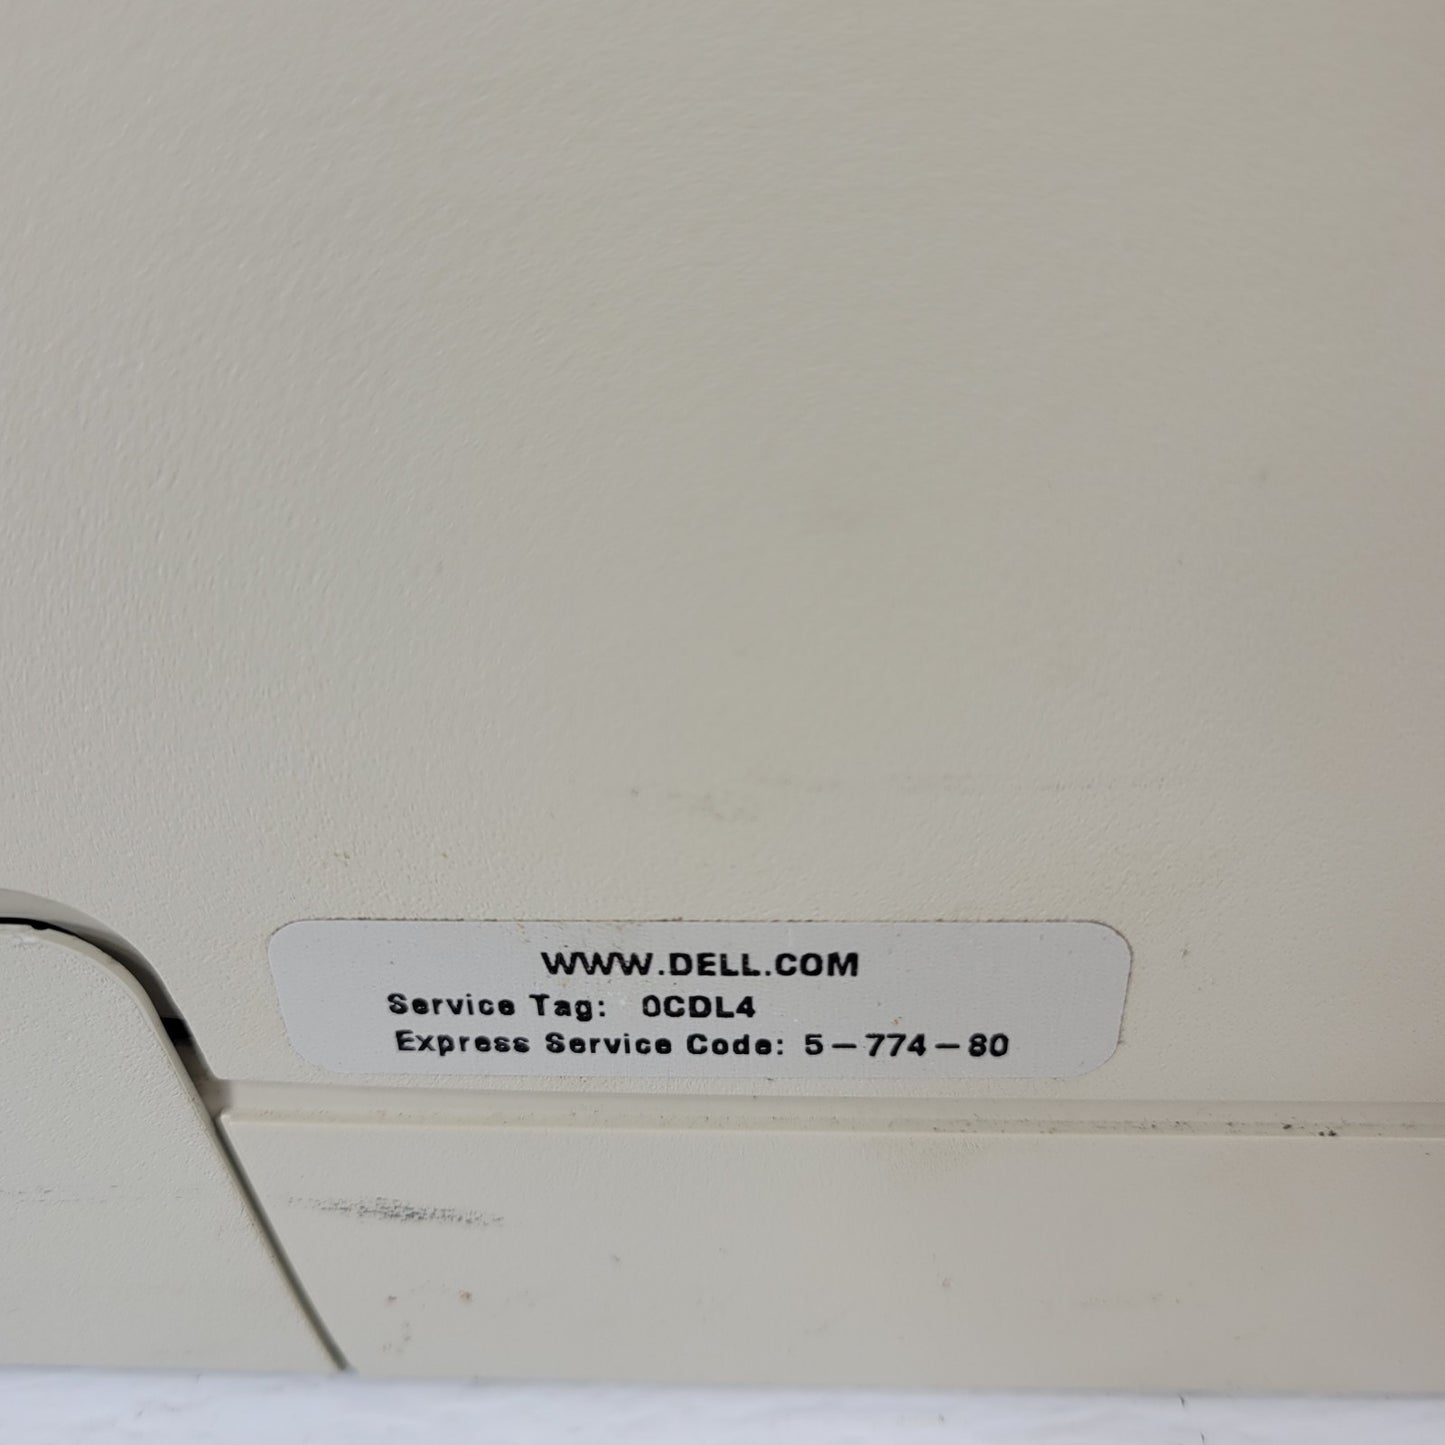 WWW.DELL.COM
Service Tag: 0CDL4
Express Service Code: 5-774-80